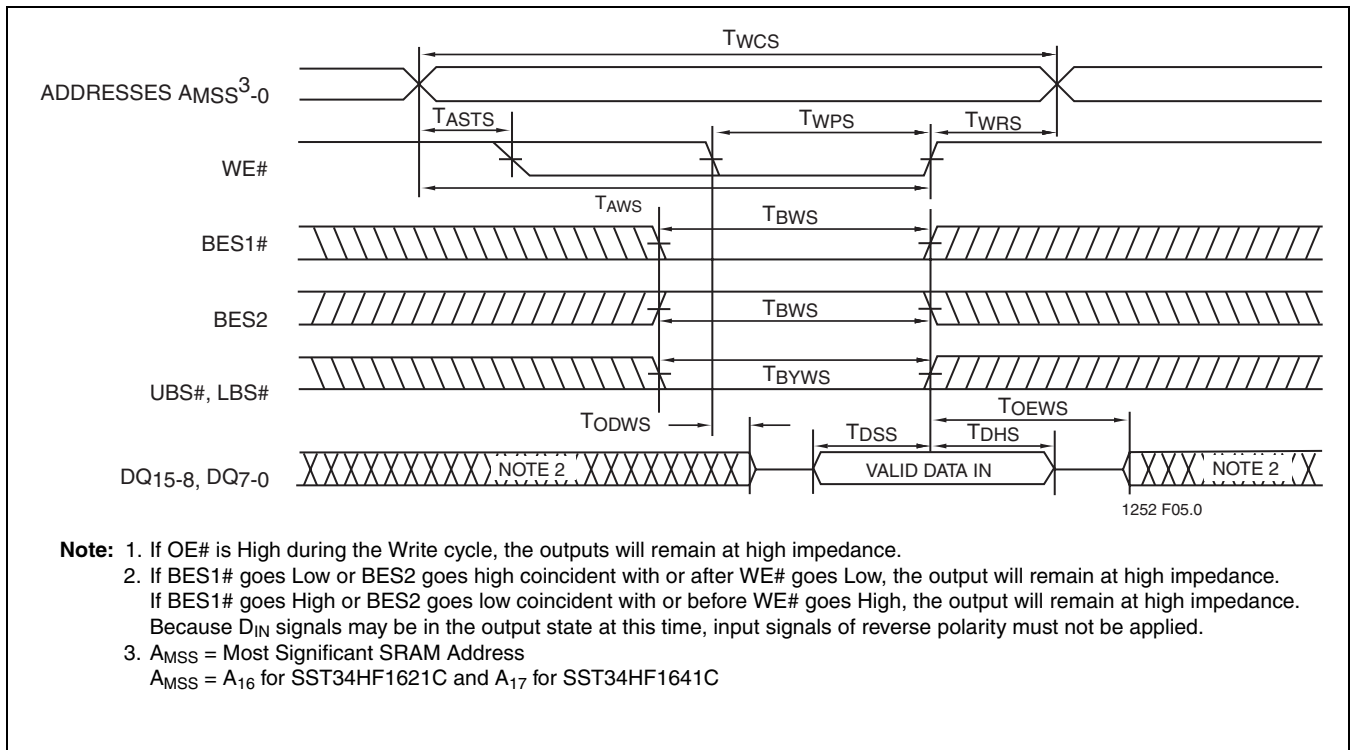 TWCS
ADDRESSES AMSS3-0
TASTS
TWPS
TWRS
WE#
TAWS
TBWS
BES1#
TBWS
BES2
TBYWS
UBS#, LBS#
TODWS
TOEWS
TDSS
TDHS
DQ15-8, DQ7-0
NOTE 2
VALID DATA IN
NOTE 2
1252 F05.0
Note: 1. If OE# is High during the Write cycle, the outputs will remain at high impedance.
2. If BES1# goes Low or BES2 goes high coincident with or after WE# goes Low, the output will remain at high impedance.
If BES1# goes High or BES2 goes low coincident with or before WE# goes High, the output will remain at high impedance.
Because DIN signals may be in the output state at this time, input signals of reverse polarity must not be applied.
3. AMSS = Most Significant SRAM Address
AMSS = A16 for SST34HF1621C and A17 for SST34HF1641C